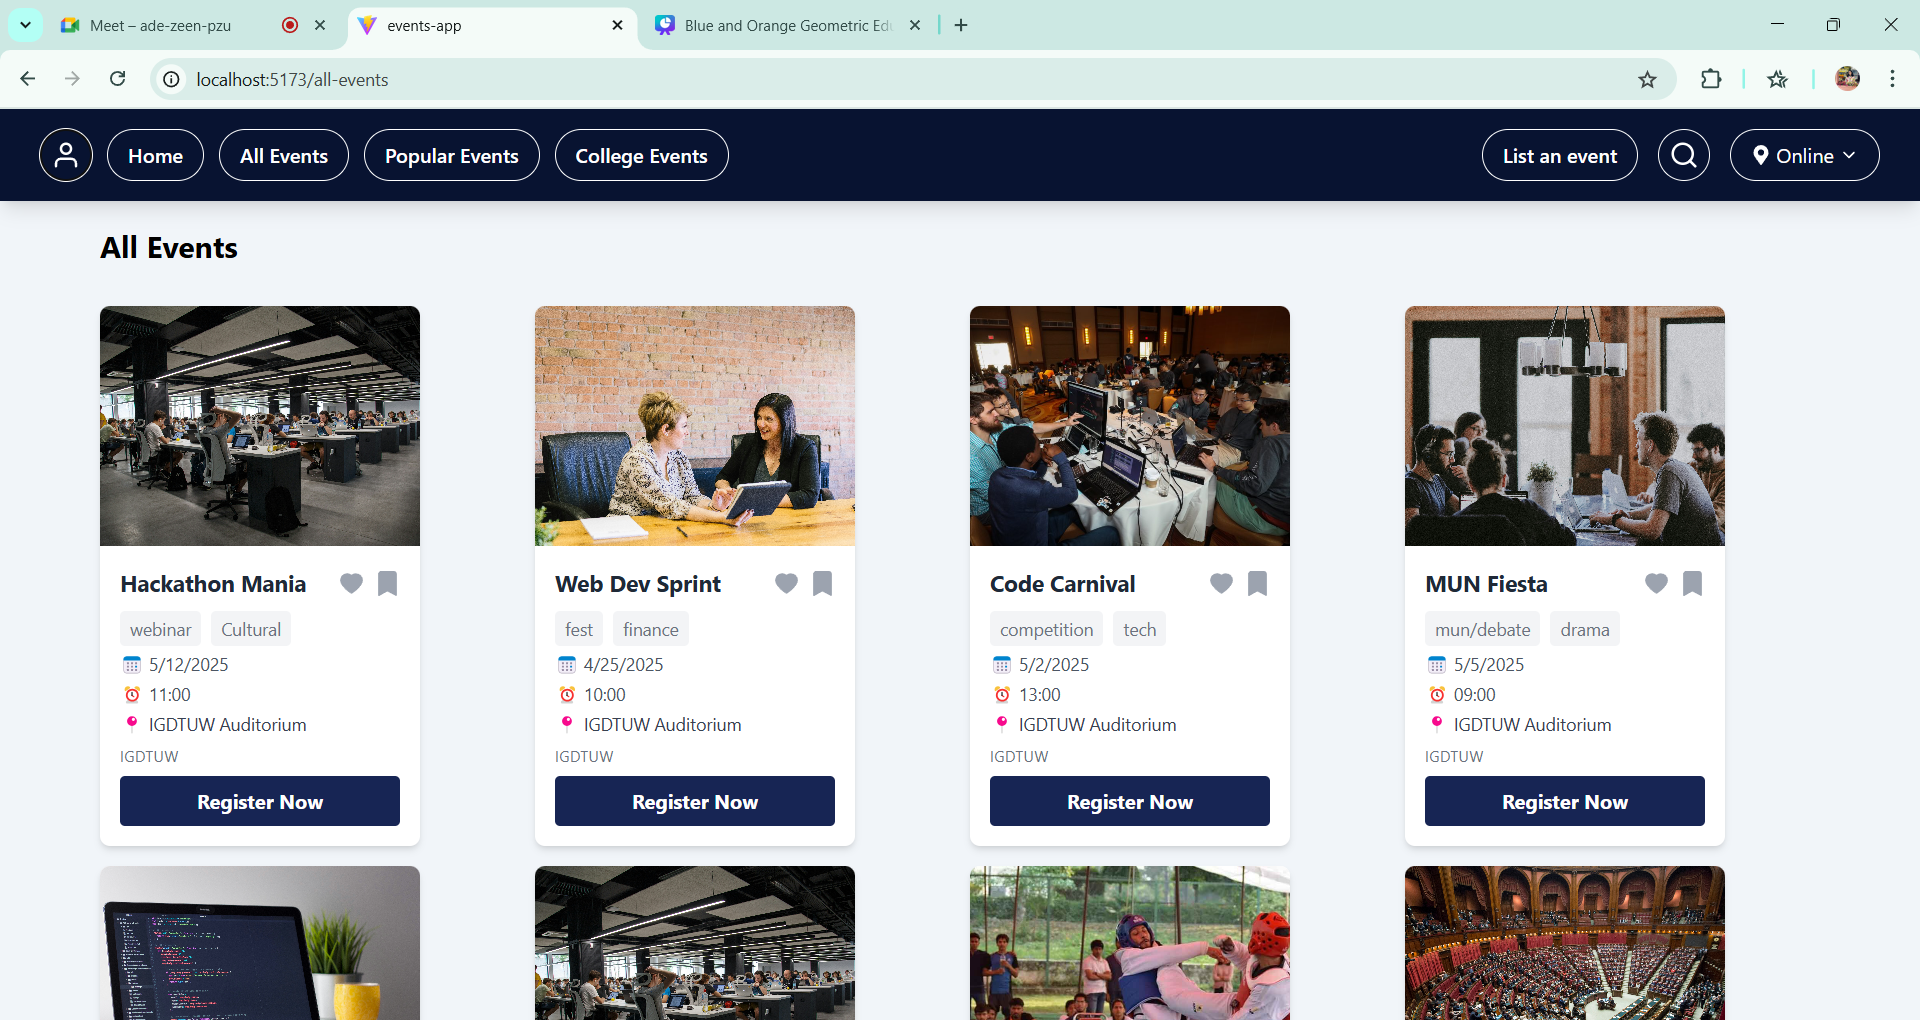 Meet – ade-zeen-pzu
events-app
Blue and Orange Geometric Edu
localhost:5173/all-events
Home
All Events
Popular Events
College Events
List an event
Online
All Events
Hackathon Mania
webinar Cultural
5/12/2025
11:00
IGDTUW Auditorium
IGDTUW
Register Now
Web Dev Sprint
fest finance
4/25/2025
10:00
IGDTUW Auditorium
IGDTUW
Register Now
Code Carnival
competition tech
5/2/2025
13:00
IGDTUW Auditorium
IGDTUW
Register Now
MUN Fiesta
mun/debate drama
5/5/2025
09:00
IGDTUW Auditorium
IGDTUW
Register Now